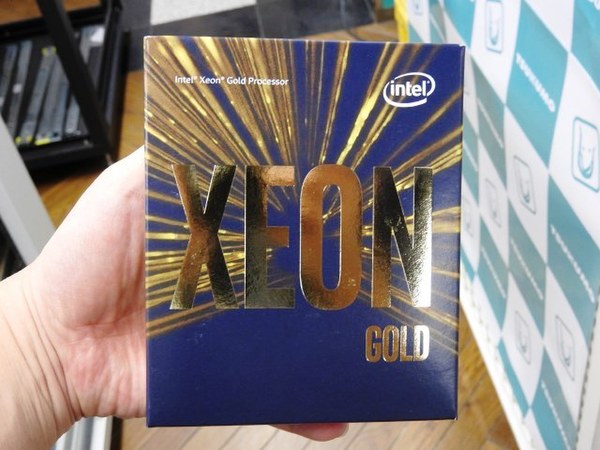 Intel® Xeon® Gold Processor
intel®
XEON
GOLD